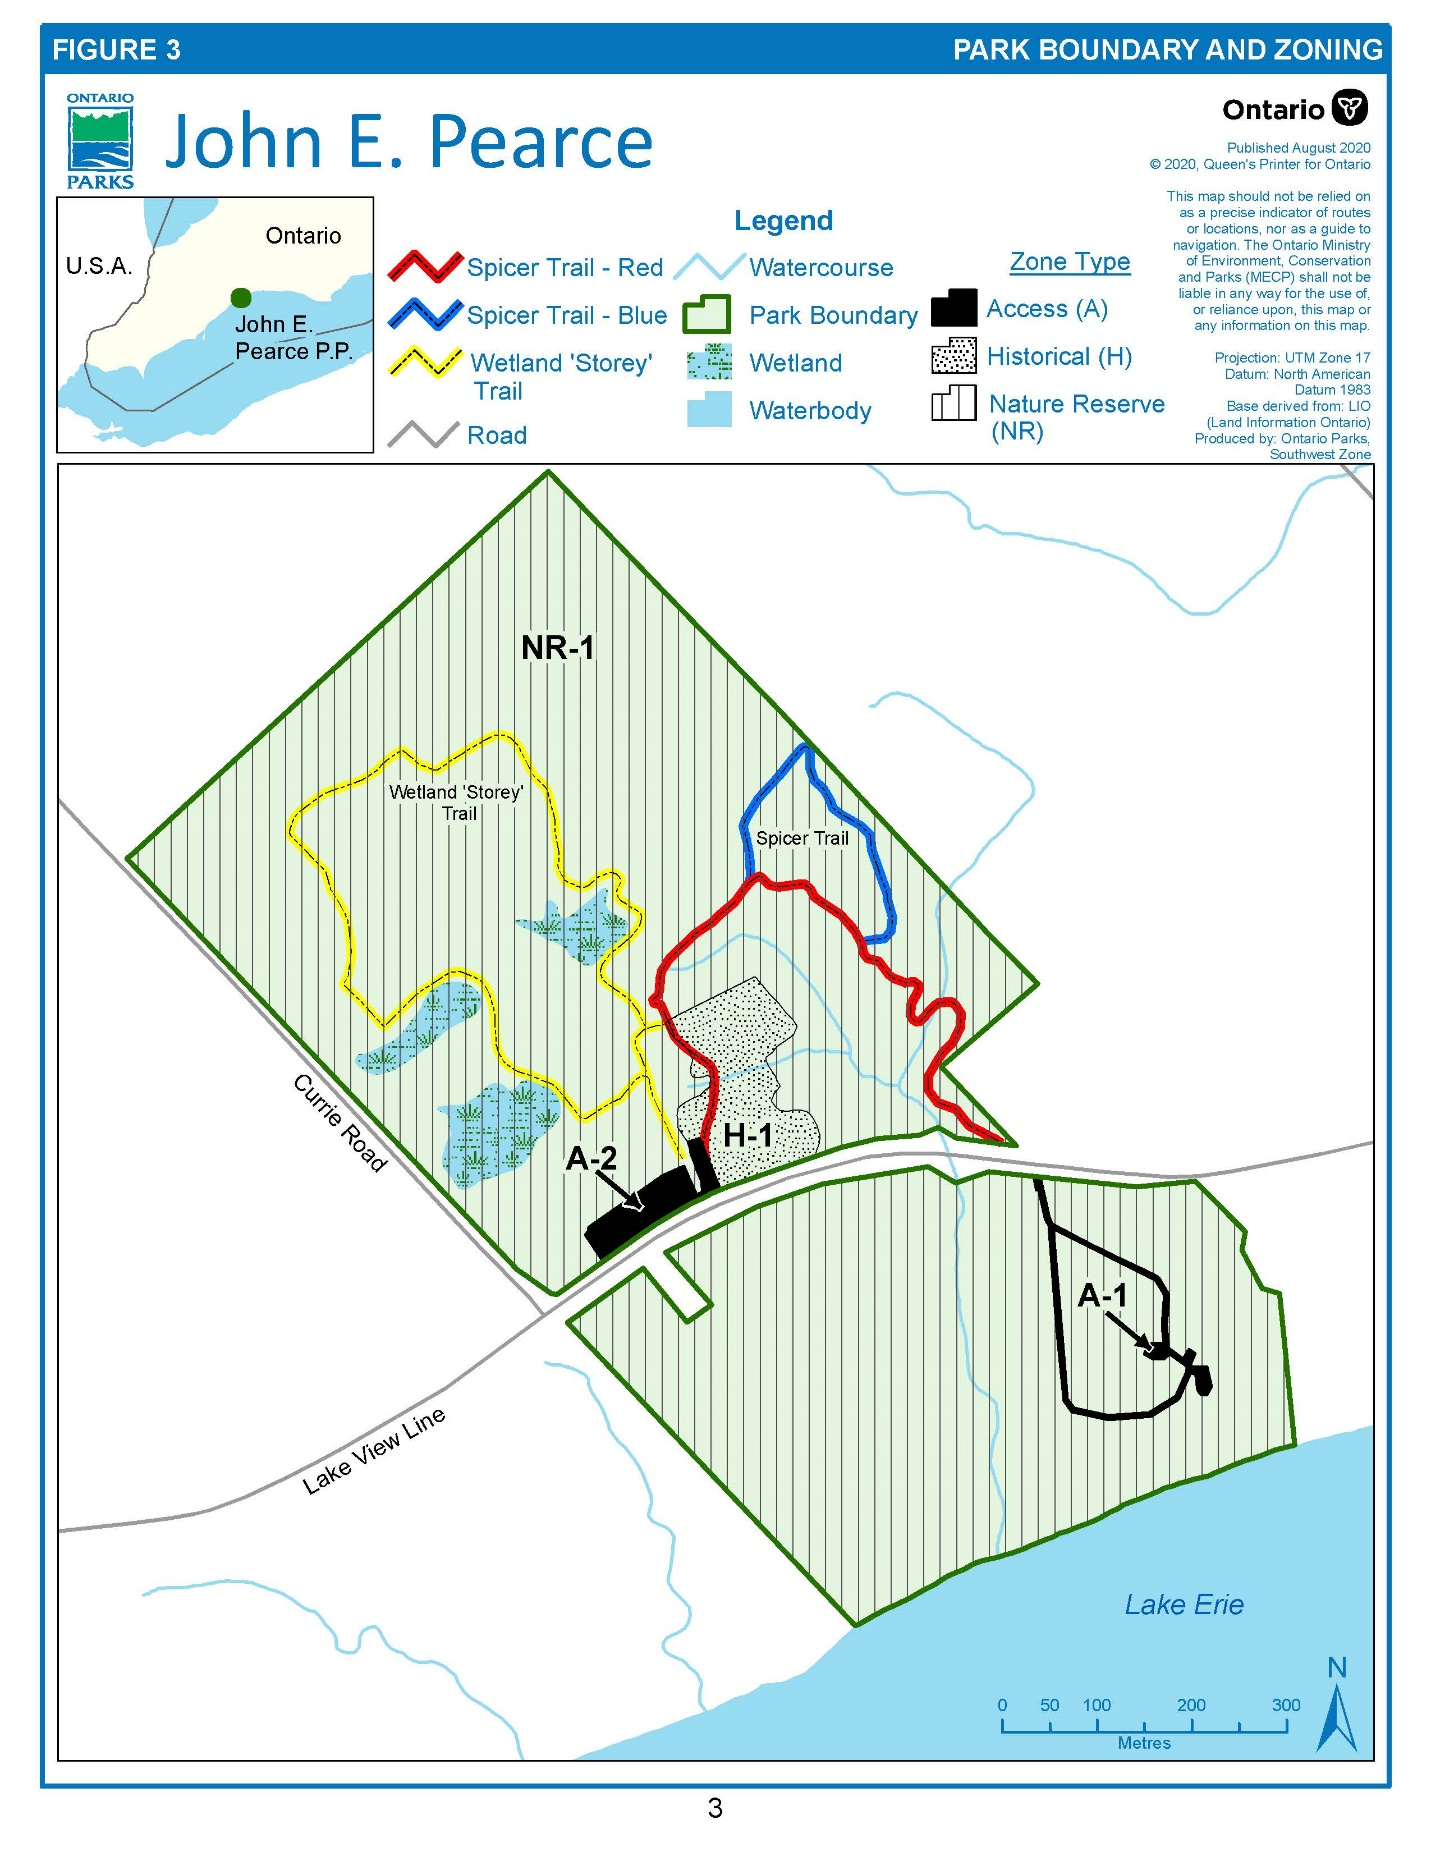 FIGURE 3
PARK BOUNDARY AND ZONING
ONTARIO
PARKS
John E. Pearce
Ontario
Published August 2020
© 2020, Queen's Printer for Ontario
This map should not be relied on
as a precise indicator of routes
or locations, nor as a guide to
navigation. The Ontario Ministry
of Environment, Conservation
and Parks (MECP) shall not be
liable in any way for the use of,
or reliance upon, this map or
any information on this map.
Projection: UTM Zone 17
Datum: North American
Datum 1983
Base derived from: LIO
(Land Information Ontario)
Produced by: Ontario Parks,
Southwest Zone
Ontario
U.S.A.
John E.
Pearce P.P.
Legend
Spicer Trail - Red
Spicer Trail - Blue
Wetland 'Storey'
Trail
Road
Watercourse
Park Boundary
Wetland
Waterbody
Zone Type
Access (A)
Historical (H)
Nature Reserve
(NR)
NR-1
Wetland 'Storey'
Trail
Spicer Trail
Currie Road
H-1
A-2
A-1
Lake View Line
Lake Erie
N
0 50 100 200 300
Metres
3